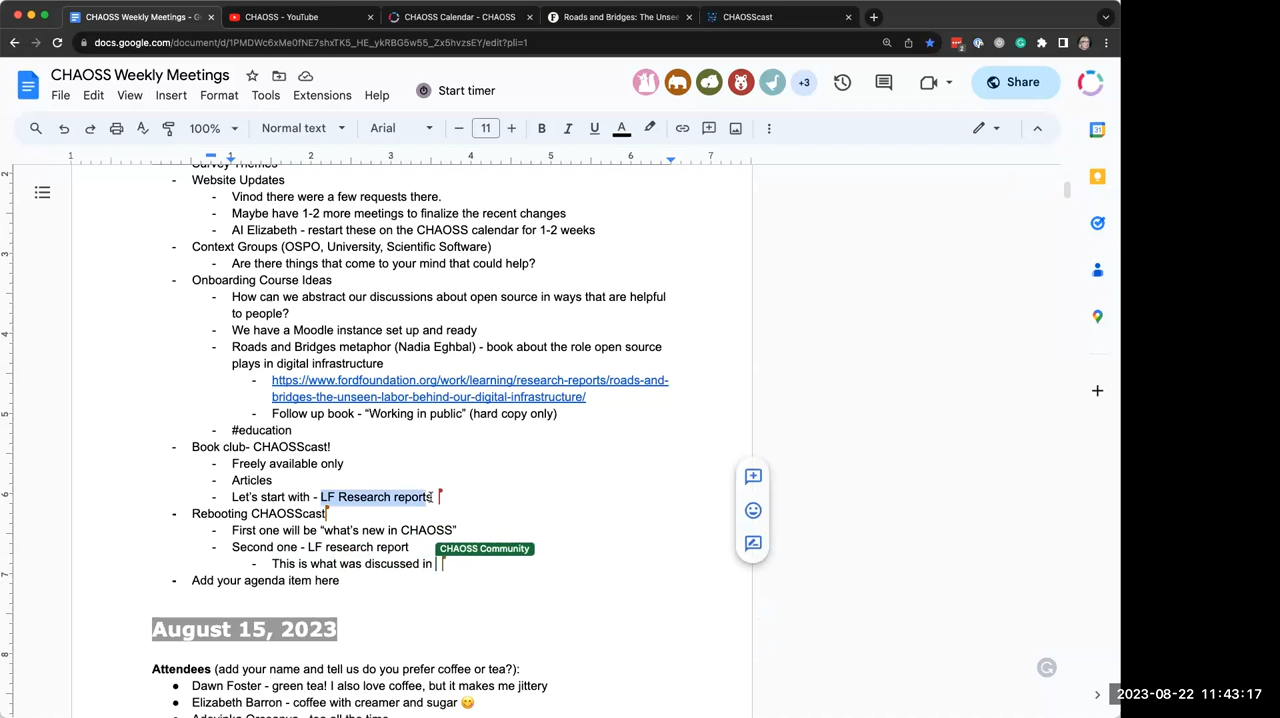 CHAOSS Weekly Meetings - G
CHAOSS - YouTube
CHAOSS Calendar - CHAOSS
Roads and Bridges: The Unsee
CHAOSScast
docs.google.com/document/d/1PMDWc6xMe0fNE7shxTK5_HE_ykRBG5w55_Zx5hvzsEY/edit?pli=1
CHAOSS Weekly Meetings
File Edit View Insert Format Tools Extensions Help
Start timer
+3
Share
100% Normal text Arial 11 B I U A
1 1 2 3 4 5 6 7
Website Updates
- Vinod there were a few requests there.
- Maybe have 1-2 more meetings to finalize the recent changes
- AI Elizabeth - restart these on the CHAOSS calendar for 1-2 weeks
- Context Groups (OSPO, University, Scientific Software)
- Are there things that come to your mind that could help?
- Onboarding Course Ideas
- How can we abstract our discussions about open source in ways that are helpful
to people?
- We have a Moodle instance set up and ready
- Roads and Bridges metaphor (Nadia Eghbal) - book about the role open source
plays in digital infrastructure
- https://www.fordfoundation.org/work/learning/research-reports/roads-and-
bridges-the-unseen-labor-behind-our-digital-infrastructure/
- Follow up book - “Working in public” (hard copy only)
- #education
- Book club- CHAOSScast!
- Freely available only
- Articles
- Let’s start with - LF Research reports
- Rebooting CHAOSScast
- First one will be “what’s new in CHAOSS”
- Second one - LF research report
CHAOSS Community
- This is what was discussed in
- Add your agenda item here
August 15, 2023
Attendees (add your name and tell us do you prefer coffee or tea?):
● Dawn Foster - green tea! I also love coffee, but it makes me jittery
● Elizabeth Barron - coffee with creamer and sugar 😋
2023-08-22 11:43:17